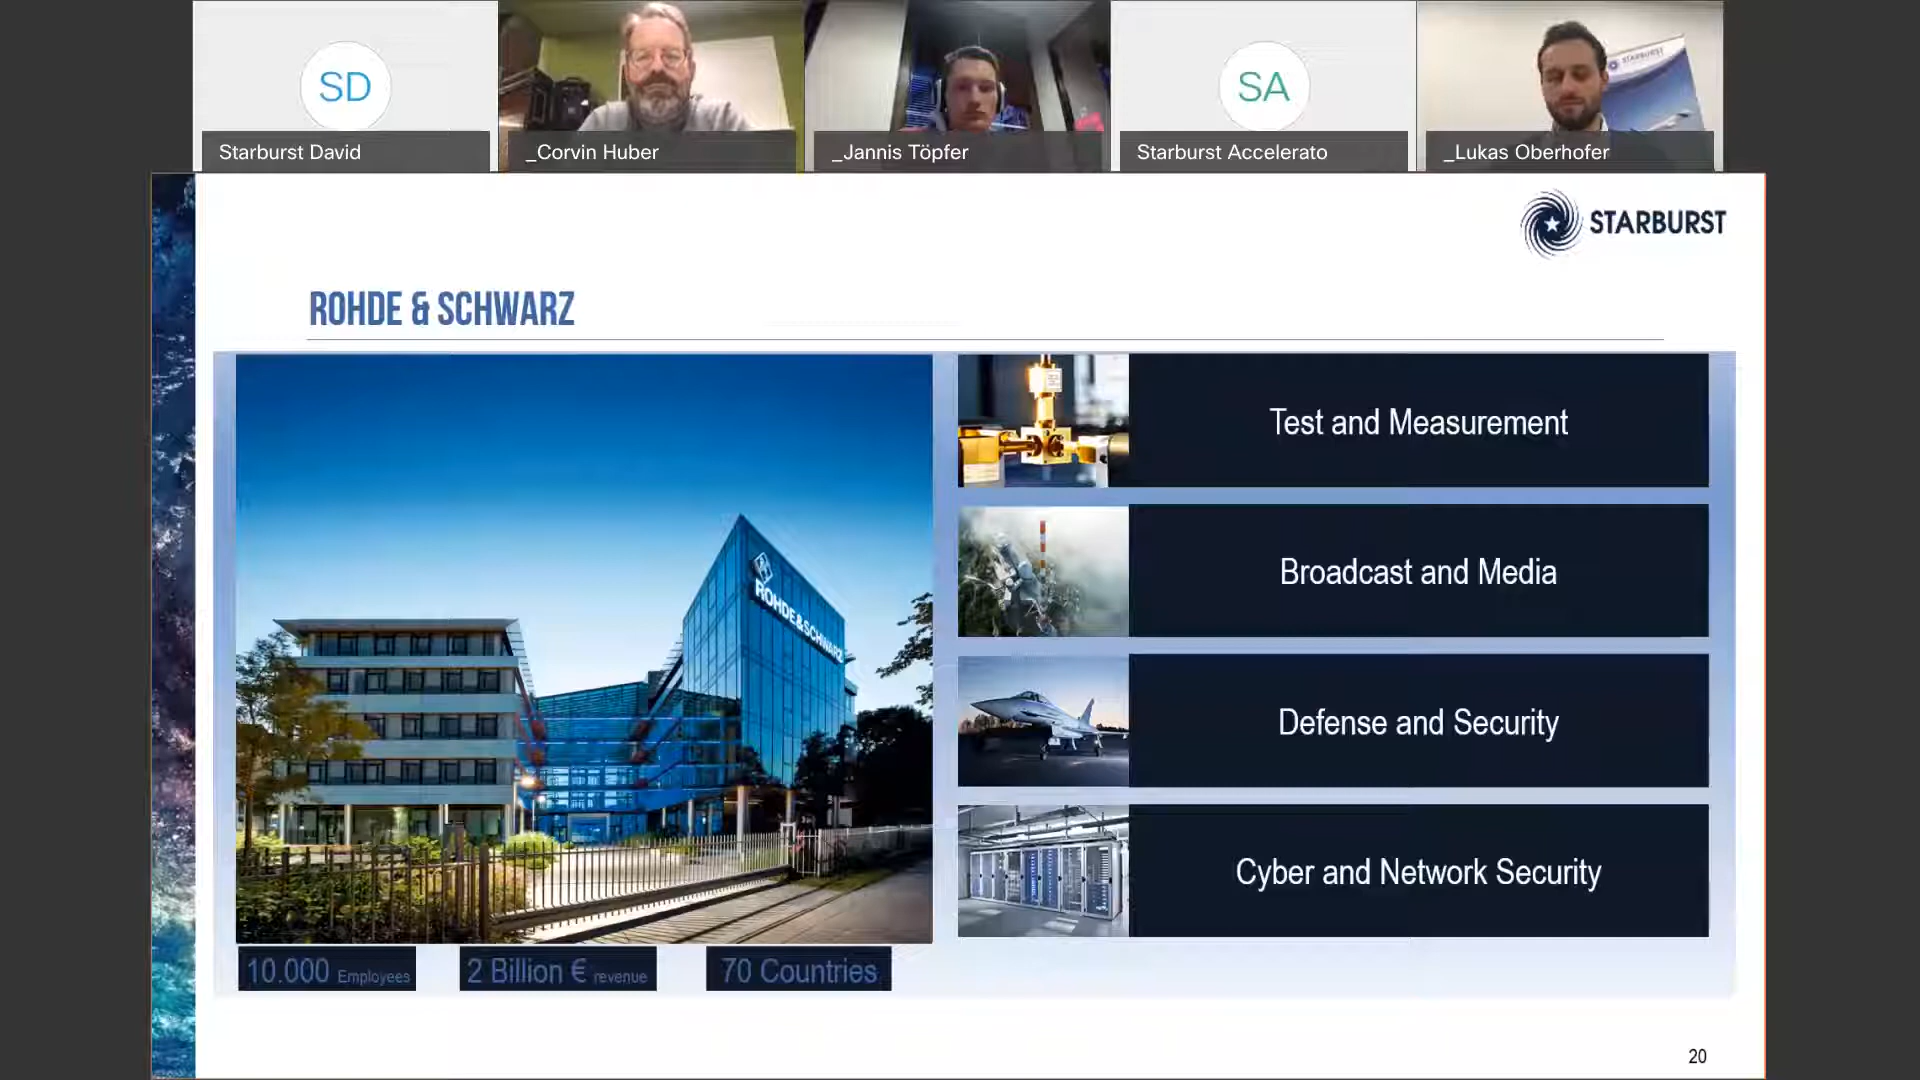 SD
SA
STARBURST
Starburst David
_Corvin Huber
_Jannis Töpfer
Starburst Accelerato
_Lukas Oberhofer
STARBURST
ROHDE & SCHWARZ
ROHDE&SCHWARZ
Test and Measurement
Broadcast and Media
Defense and Security
Cyber and Network Security
10.000 Employees
2 Billion € revenue
70 Countries
20